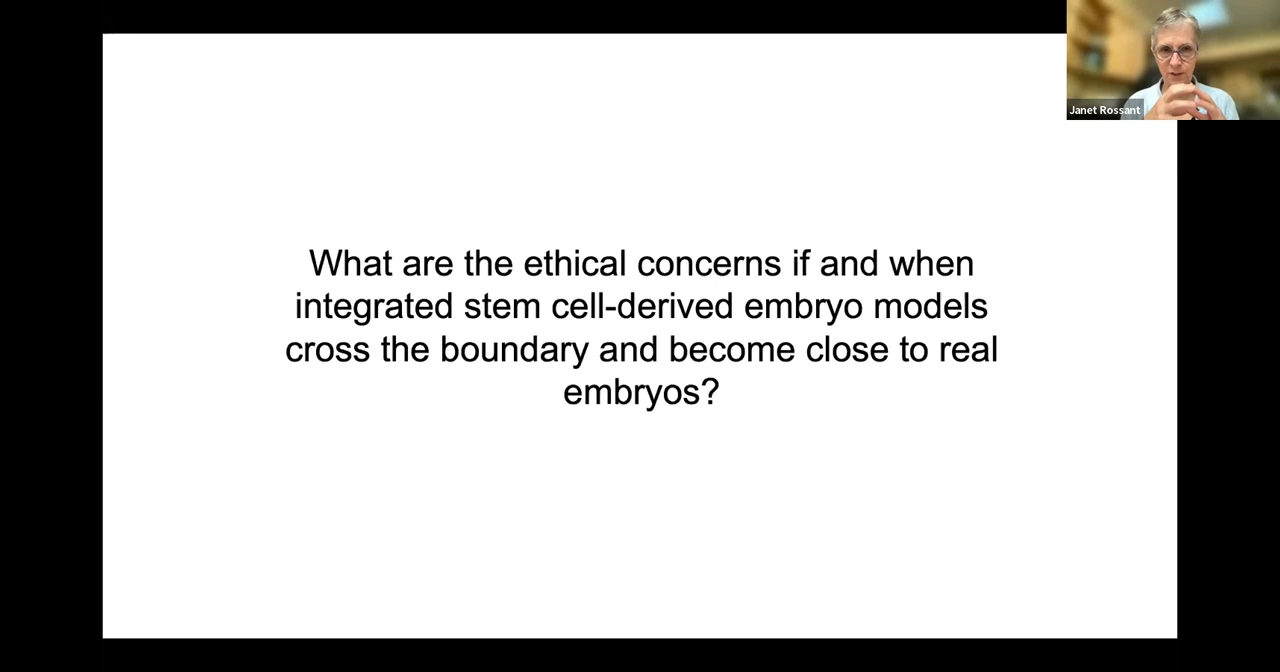 Janet Rossant
What are the ethical concerns if and when
integrated stem cell-derived embryo models
cross the boundary and become close to real
embryos?